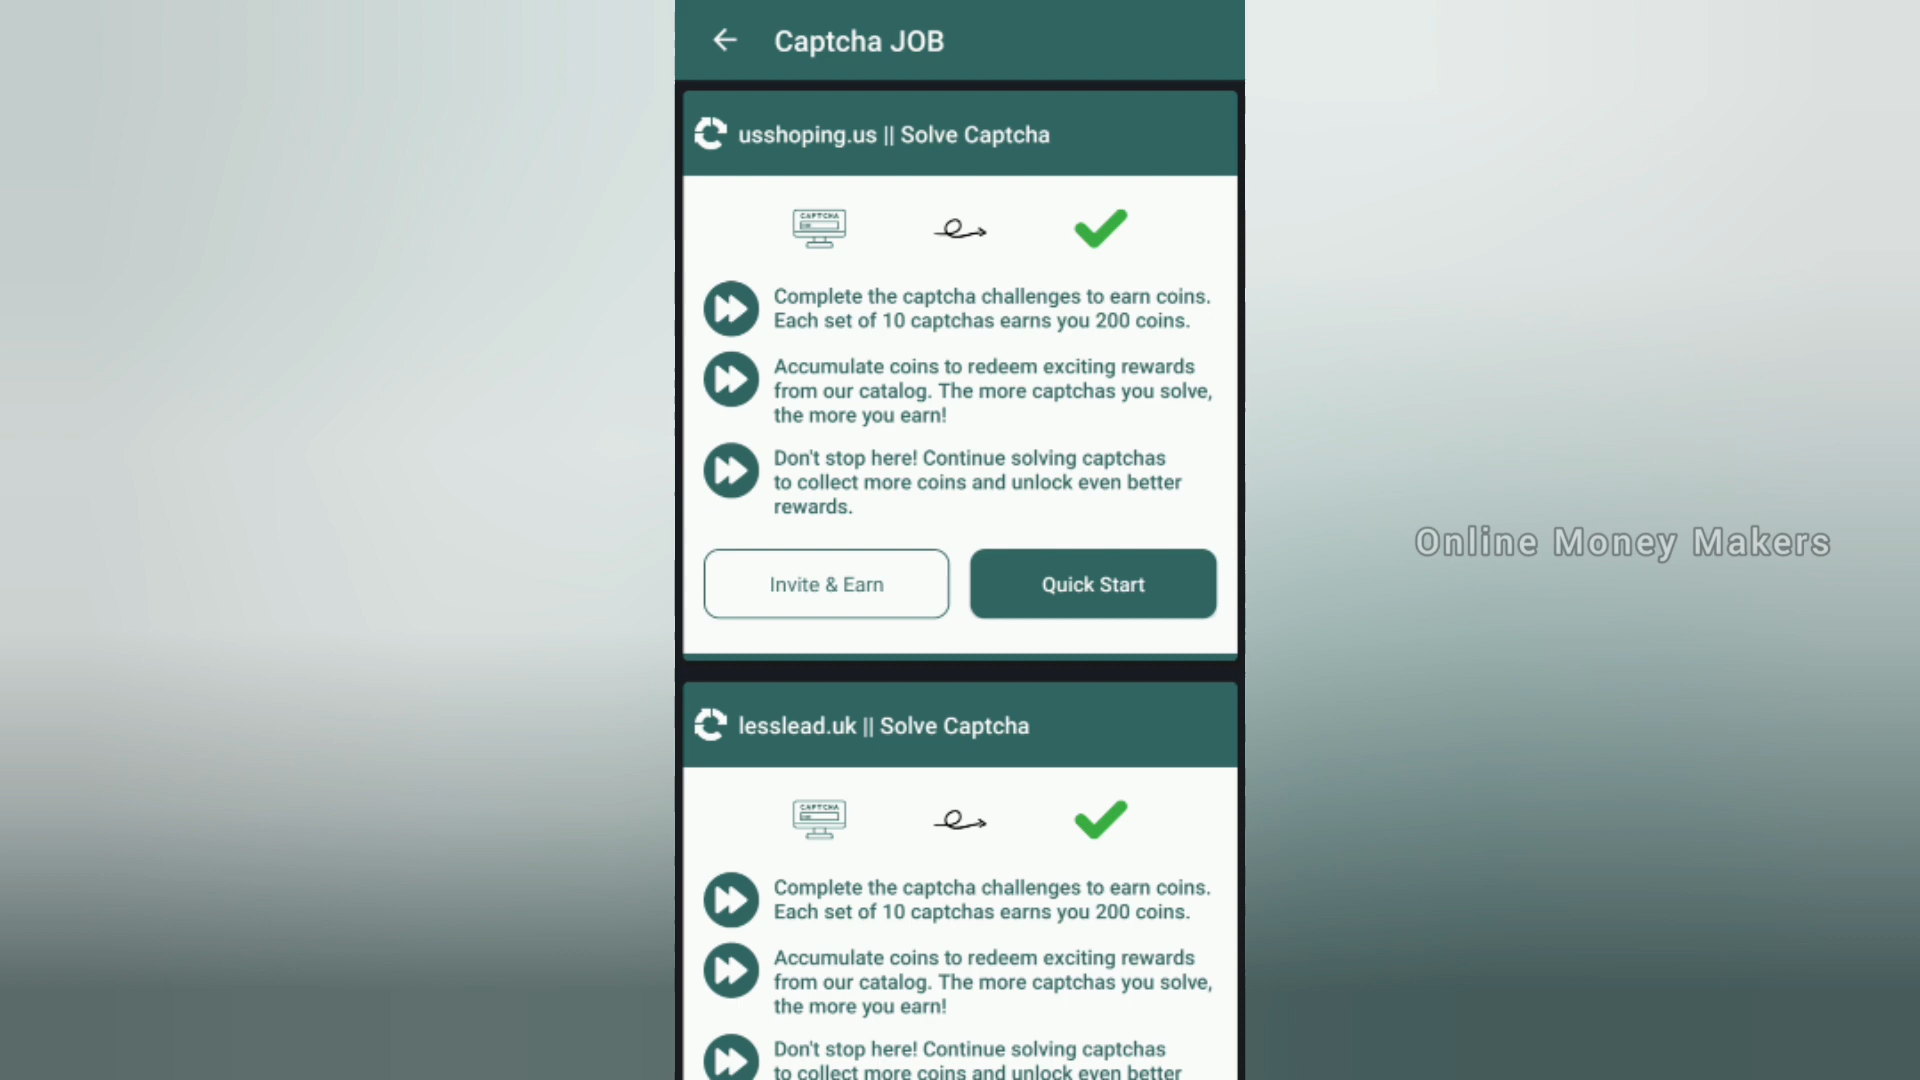 Captcha JOB
usshoping.us || Solve Captcha
CAPTCHA
Complete the captcha challenges to earn coins.
Each set of 10 captchas earns you 200 coins.
Accumulate coins to redeem exciting rewards
from our catalog. The more captchas you solve,
the more you earn!
Don't stop here! Continue solving captchas
to collect more coins and unlock even better
rewards.
Invite & Earn
Quick Start
Online Money Makers
lesslead.uk || Solve Captcha
CAPTCHA
Complete the captcha challenges to earn coins.
Each set of 10 captchas earns you 200 coins.
Accumulate coins to redeem exciting rewards
from our catalog. The more captchas you solve,
the more you earn!
Don't stop here! Continue solving captchas
to collect more coins and unlock even better